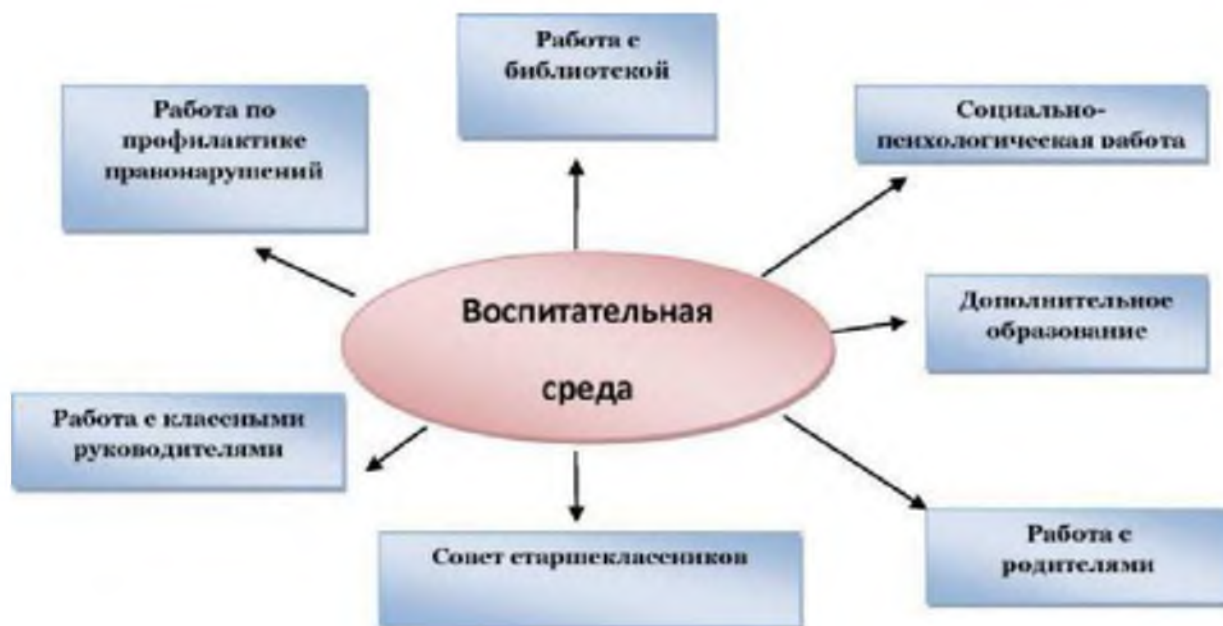 Работа с
библиотекой
Работа по
профилактике
правонарушений
Социально-
психологическая работа
Воспитательная
среда
Дополнительное
образование
Работа с классными
руководителями
Совет старшеклассников
Работа с
родителями